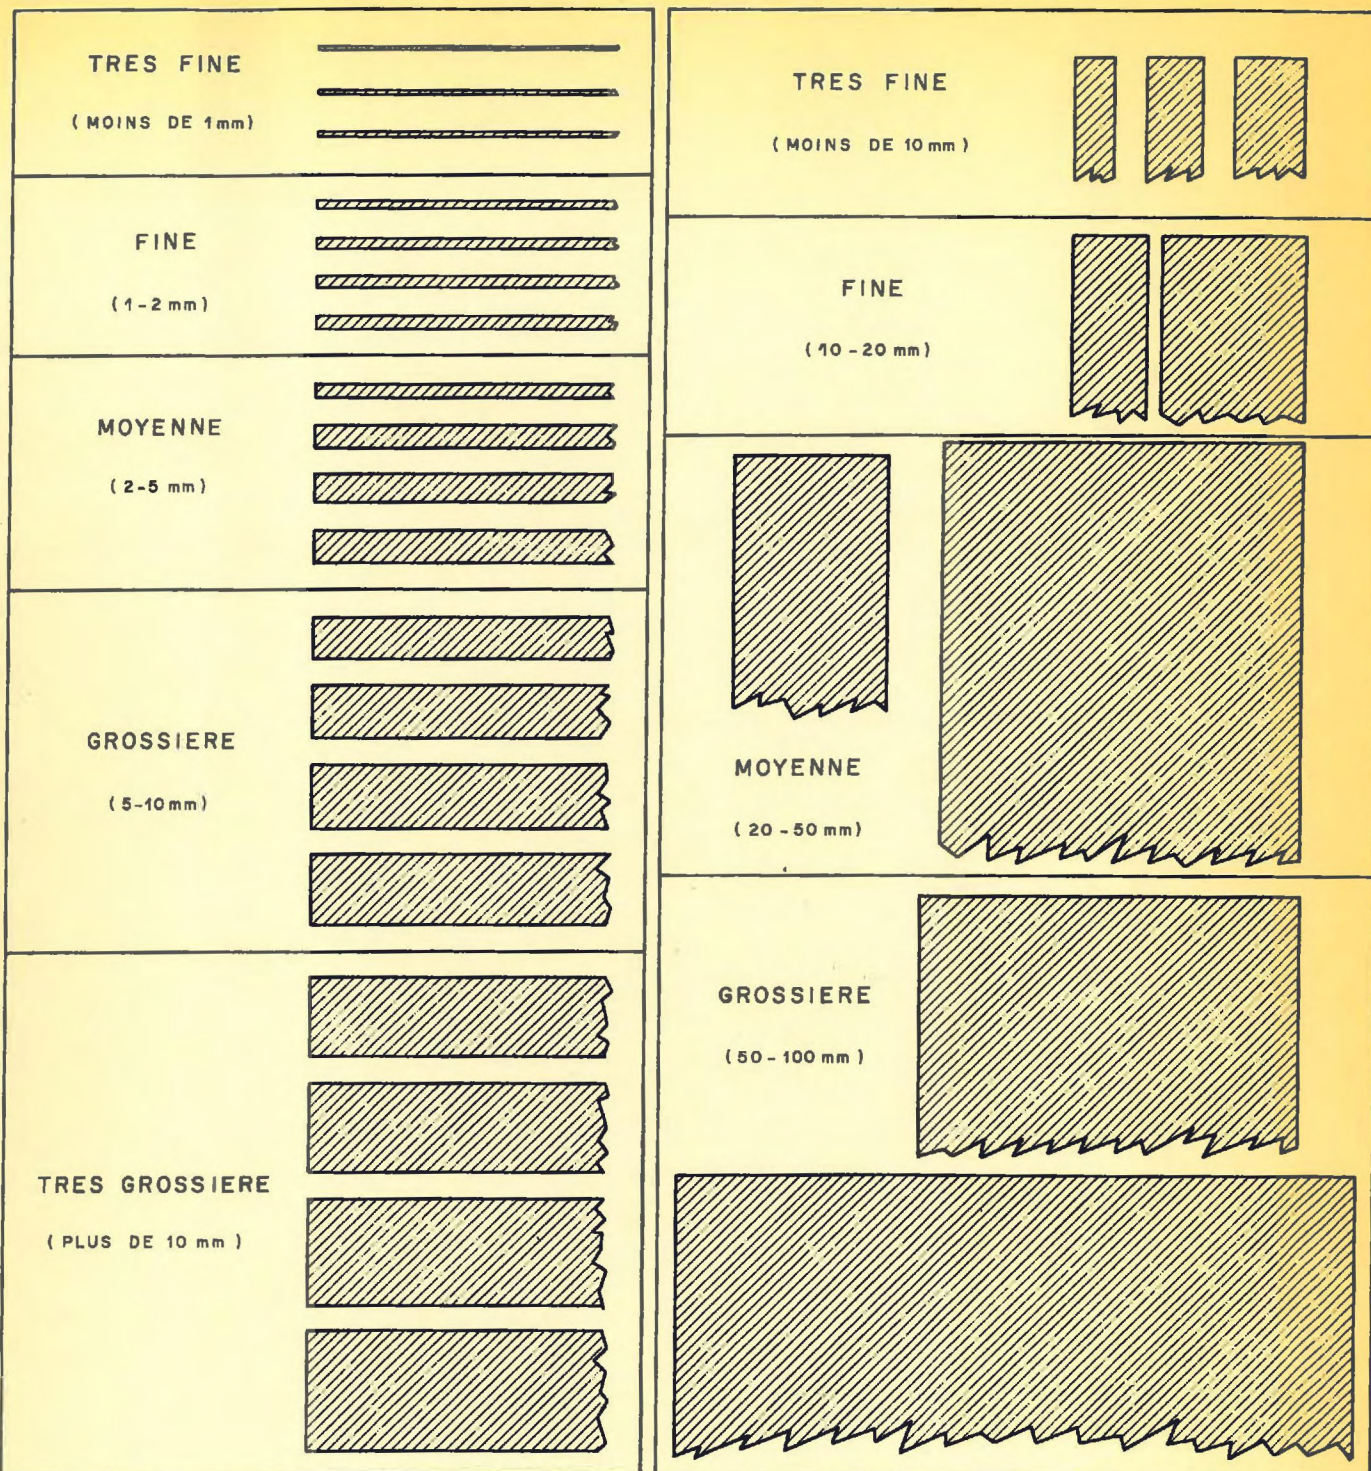 TRES FINE
(MOINS DE 1mm)
FINE
(1-2 mm)
MOYENNE
(2-5 mm)
GROSSIERE
(5-10mm)
TRES GROSSIERE
(PLUS DE 10 mm)
TRES FINE
(MOINS DE 10 mm)
FINE
(10-20 mm)
MOYENNE
(20-50 mm)
GROSSIERE
(50-100 mm)